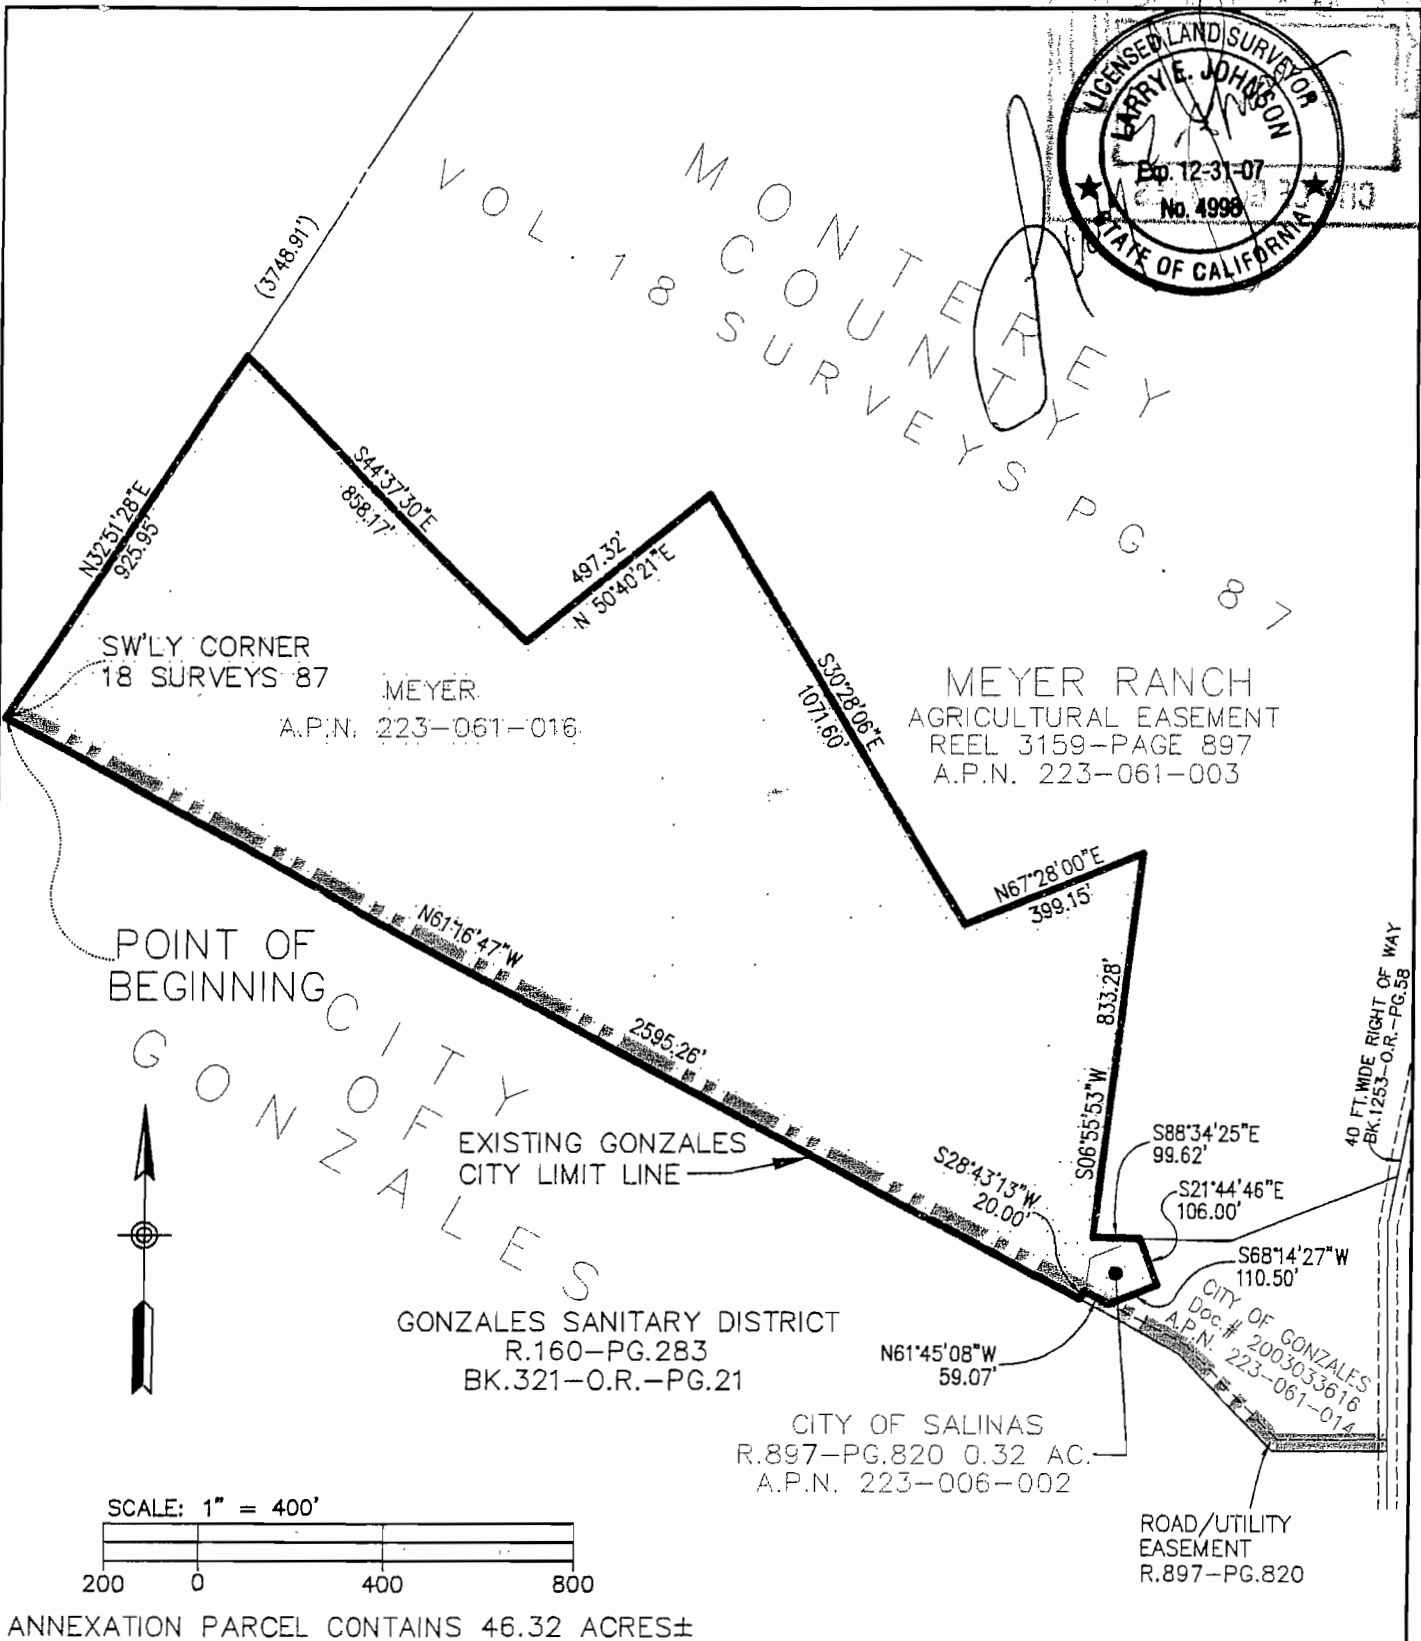 LICENSED LAND SURVEYOR
LARRY E. JOHNSON
Exp. 12-31-07
No. 4998
STATE OF CALIFORNIA
(3748.91')
MONTEREY
COUNTY
VOL. 18 SURVEYS PG. 87
N32°51'28"E
925.95'
S44°37'30"E
858.17'
497.32'
N 50°40'21"E
S30°28'06"E
1071.60'
SW'LY CORNER
18 SURVEYS 87
MEYER
A.P.N. 223-061-016
MEYER RANCH
AGRICULTURAL EASEMENT
REEL 3159-PAGE 897
A.P.N. 223-061-003
N67°28'00"E
399.15'
N61°16'47"W
2595.26'
POINT OF
BEGINNING
CITY
OF
GONZALES
833.28'
S06°55'53"W
40 FT. WIDE RIGHT OF WAY
BK.1253-O.R.-PG.58
EXISTING GONZALES
CITY LIMIT LINE
S28°43'13"W
20.00'
S88°34'25"E
99.62'
S21°44'46"E
106.00'
S68°14'27"W
110.50'
CITY OF GONZALES
Doc.# 2003033616
A.P.N. 223-061-014
GONZALES SANITARY DISTRICT
R.160-PG.283
BK.321-O.R.-PG.21
N61°45'08"W
59.07'
CITY OF SALINAS
R.897-PG.820 0.32 AC.
A.P.N. 223-006-002
ROAD/UTILITY
EASEMENT
R.897-PG.820
SCALE: 1" = 400'
200 0 400 800
ANNEXATION PARCEL CONTAINS 46.32 ACRES±